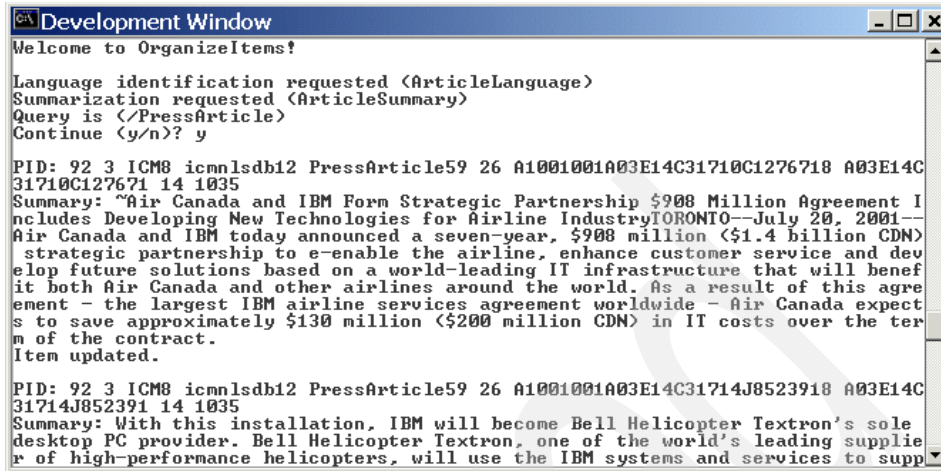 Development Window
Welcome to OrganizeItems!
Language identification requested (ArticleLanguage)
Summarization requested (ArticleSummary)
Query is (/PressArticle)
Continue (y/n)? y
PID: 92 3 ICM8 icmnlsdb12 PressArticle59 26 A1001001A03E14C31710C1276718 A03E14C
31710C127671 14 1035
Summary: ~Air Canada and IBM Form Strategic Partnership $908 Million Agreement I
ncludes Developing New Technologies for Airline IndustryTORONTO--July 20, 2001--
Air Canada and IBM today announced a seven-year, $908 million ($1.4 billion CDN)
 strategic partnership to e-enable the airline, enhance customer service and dev
elop future solutions based on a world-leading IT infrastructure that will benef
it both Air Canada and other airlines around the world. As a result of this agre
ement - the largest IBM airline services agreement worldwide - Air Canada expect
s to save approximately $130 million ($200 million CDN) in IT costs over the ter
m of the contract.
Item updated.
PID: 92 3 ICM8 icmnlsdb12 PressArticle59 26 A1001001A03E14C31714J8523918 A03E14C
31714J852391 14 1035
Summary: With this installation, IBM will become Bell Helicopter Textron's sole
desktop PC provider. Bell Helicopter Textron, one of the world's leading supplie
r of high-performance helicopters, will use the IBM systems and services to supp